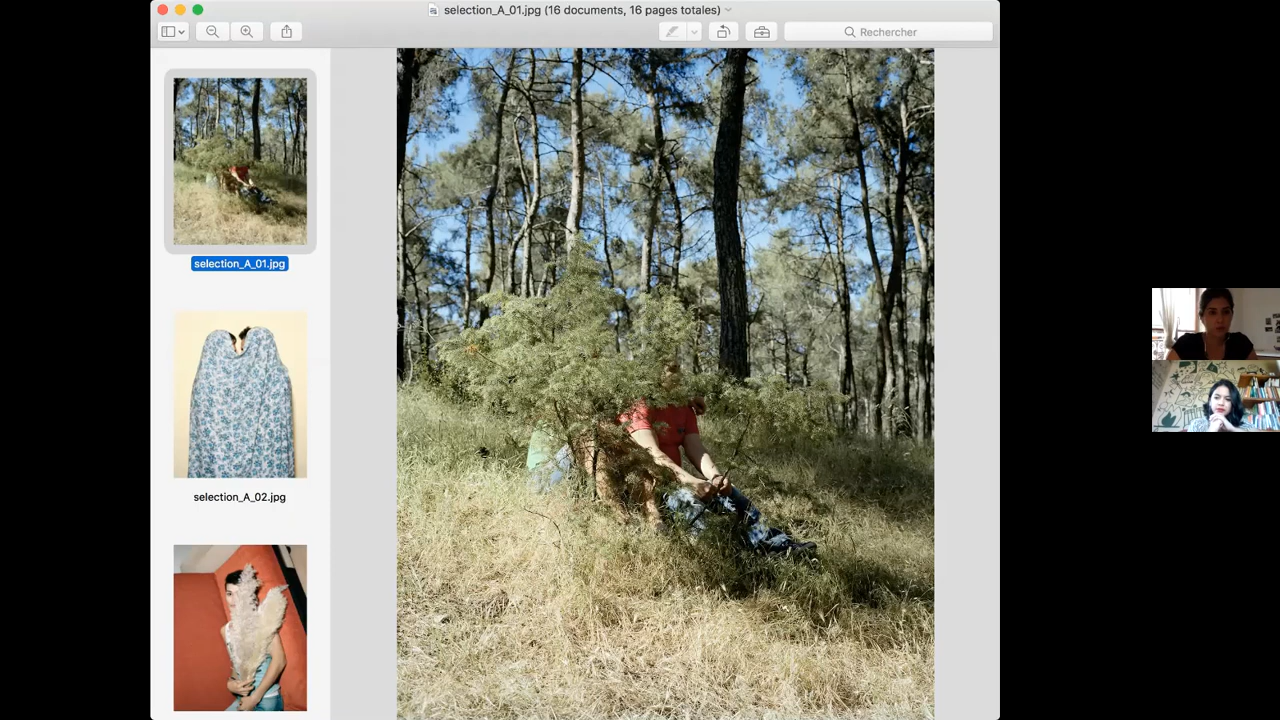 selection_A_01.jpg (16 documents, 16 pages totales)
Rechercher
selection_A_01.jpg
selection_A_02.jpg